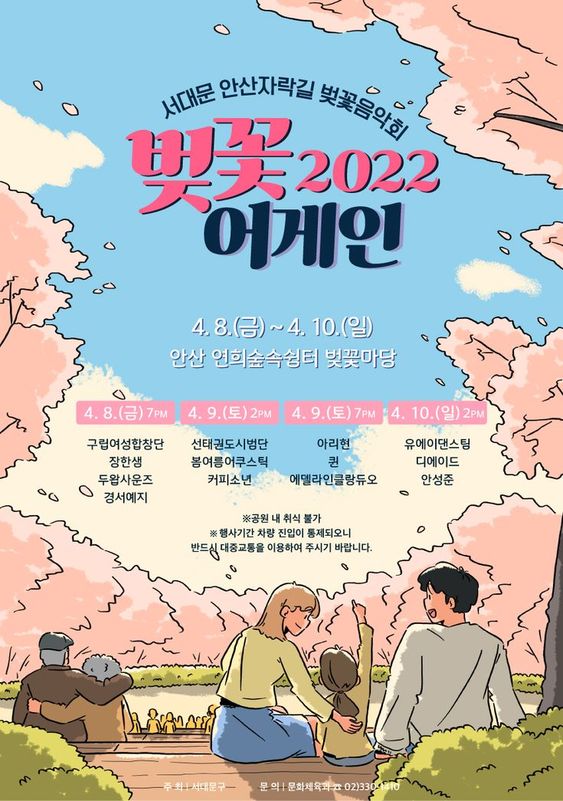 서대문 안산자락길 벚꽃음악회
벚꽃 2022
어게인
4. 8.(금) ~ 4. 10.(일)
안산 연희숲속쉼터 벚꽃마당
4. 8.(금) 7PM
구립여성합창단
장한샘
두왑사운즈
경서예지
4. 9.(토) 2PM
선태권도시범단
봄여름어쿠스틱
커피소년
4. 9.(토) 7PM
아리현
퀸
에델라인클랑듀오
4. 10.(일) 2PM
유에이댄스팅
디에이드
안성준
※공원 내 취식 불가
※ 행사기간 차량 진입이 통제되오니
반드시 대중교통을 이용하여 주시기 바랍니다.
주 최 | 서대문구 문 의 | 문화체육과 ☎ 02)330-1410